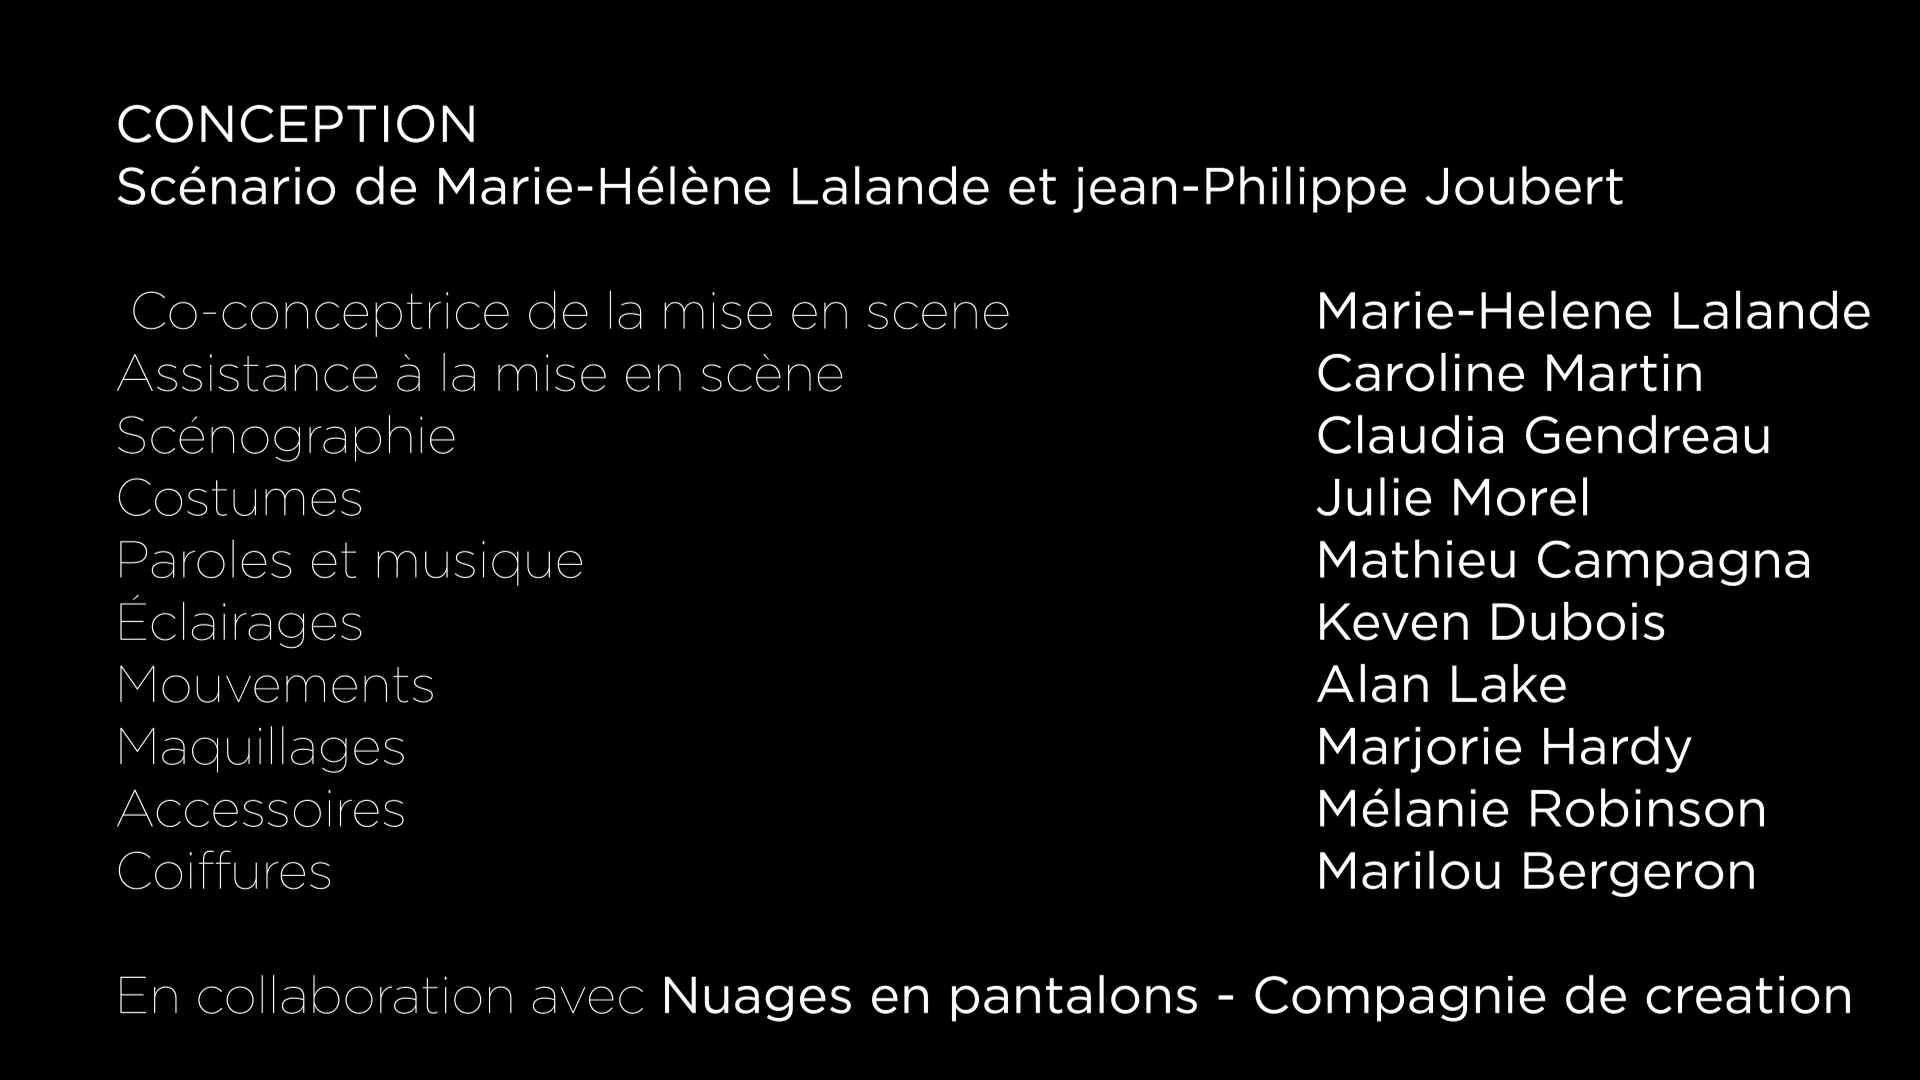 CONCEPTION
Scénario de Marie-Hélène Lalande et jean-Philippe Joubert
Co-conceptrice de la mise en scene Marie-Helene Lalande
Assistance à la mise en scène Caroline Martin
Scénographie Claudia Gendreau
Costumes Julie Morel
Paroles et musique Mathieu Campagna
Éclairages Keven Dubois
Mouvements Alan Lake
Maquillages Marjorie Hardy
Accessoires Mélanie Robinson
Coiffures Marilou Bergeron
En collaboration avec Nuages en pantalons - Compagnie de creation